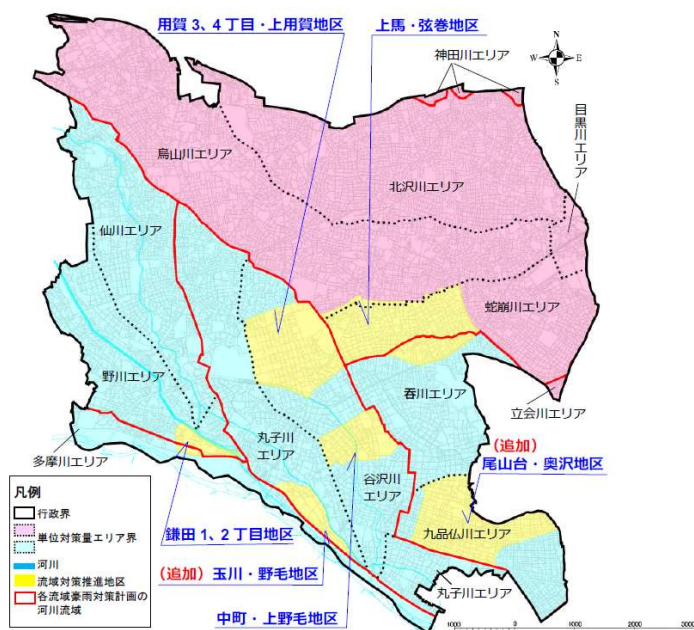 用賀3、4丁目・上用賀地区
上馬・弦巻地区
神田川エリア
N
W
E
S
目黒川エリア
烏山川エリア
北沢川エリア
仙川エリア
蛇崩川エリア
野川エリア
呑川エリア
立会川エリア
多摩川エリア
丸子川
エリア
谷沢川
エリア
(追加)
尾山台・奥沢地区
九品仏川エリア
鎌田1、2丁目地区
(追加) 玉川・野毛地区
中町・上野毛地区
丸子川エリア
凡例
行政界
単位対策量エリア界
河川
流域対策推進地区
各流域豪雨対策計画の
河川流域
1000 0 1000 2000 3000